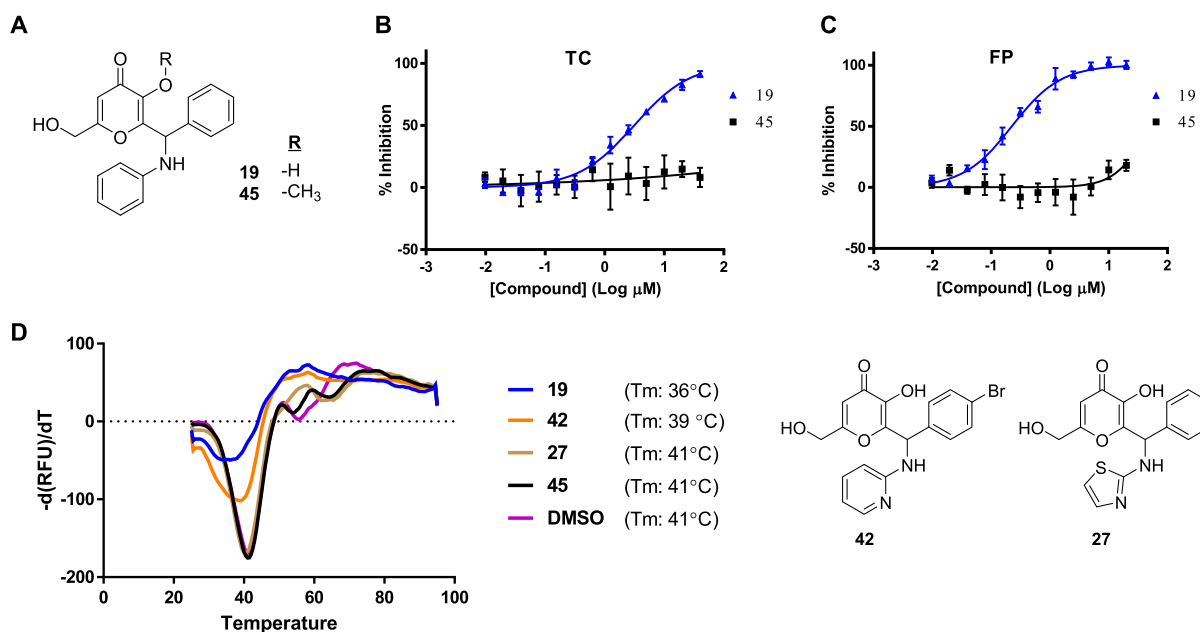 A
O
R
O
O
HO
NH
R
19 -H
45 -CH₃
B
TC
% Inhibition
100
50
0
-50
-3 -2 -1 0 1 2
[Compound] (Log μM)
19
45
C
FP
% Inhibition
100
50
0
-50
-3 -2 -1 0 1 2
[Compound] (Log μM)
19
45
D
-d(RFU)/dT
100
0
-100
-200
0 20 40 60 80 100
Temperature
19 (Tm: 36°C)
42 (Tm: 39 °C)
27 (Tm: 41°C)
45 (Tm: 41°C)
DMSO (Tm: 41°C)
O
OH
Br
HO
O
NH
N
42
O
OH
HO
O
S
NH
N
27